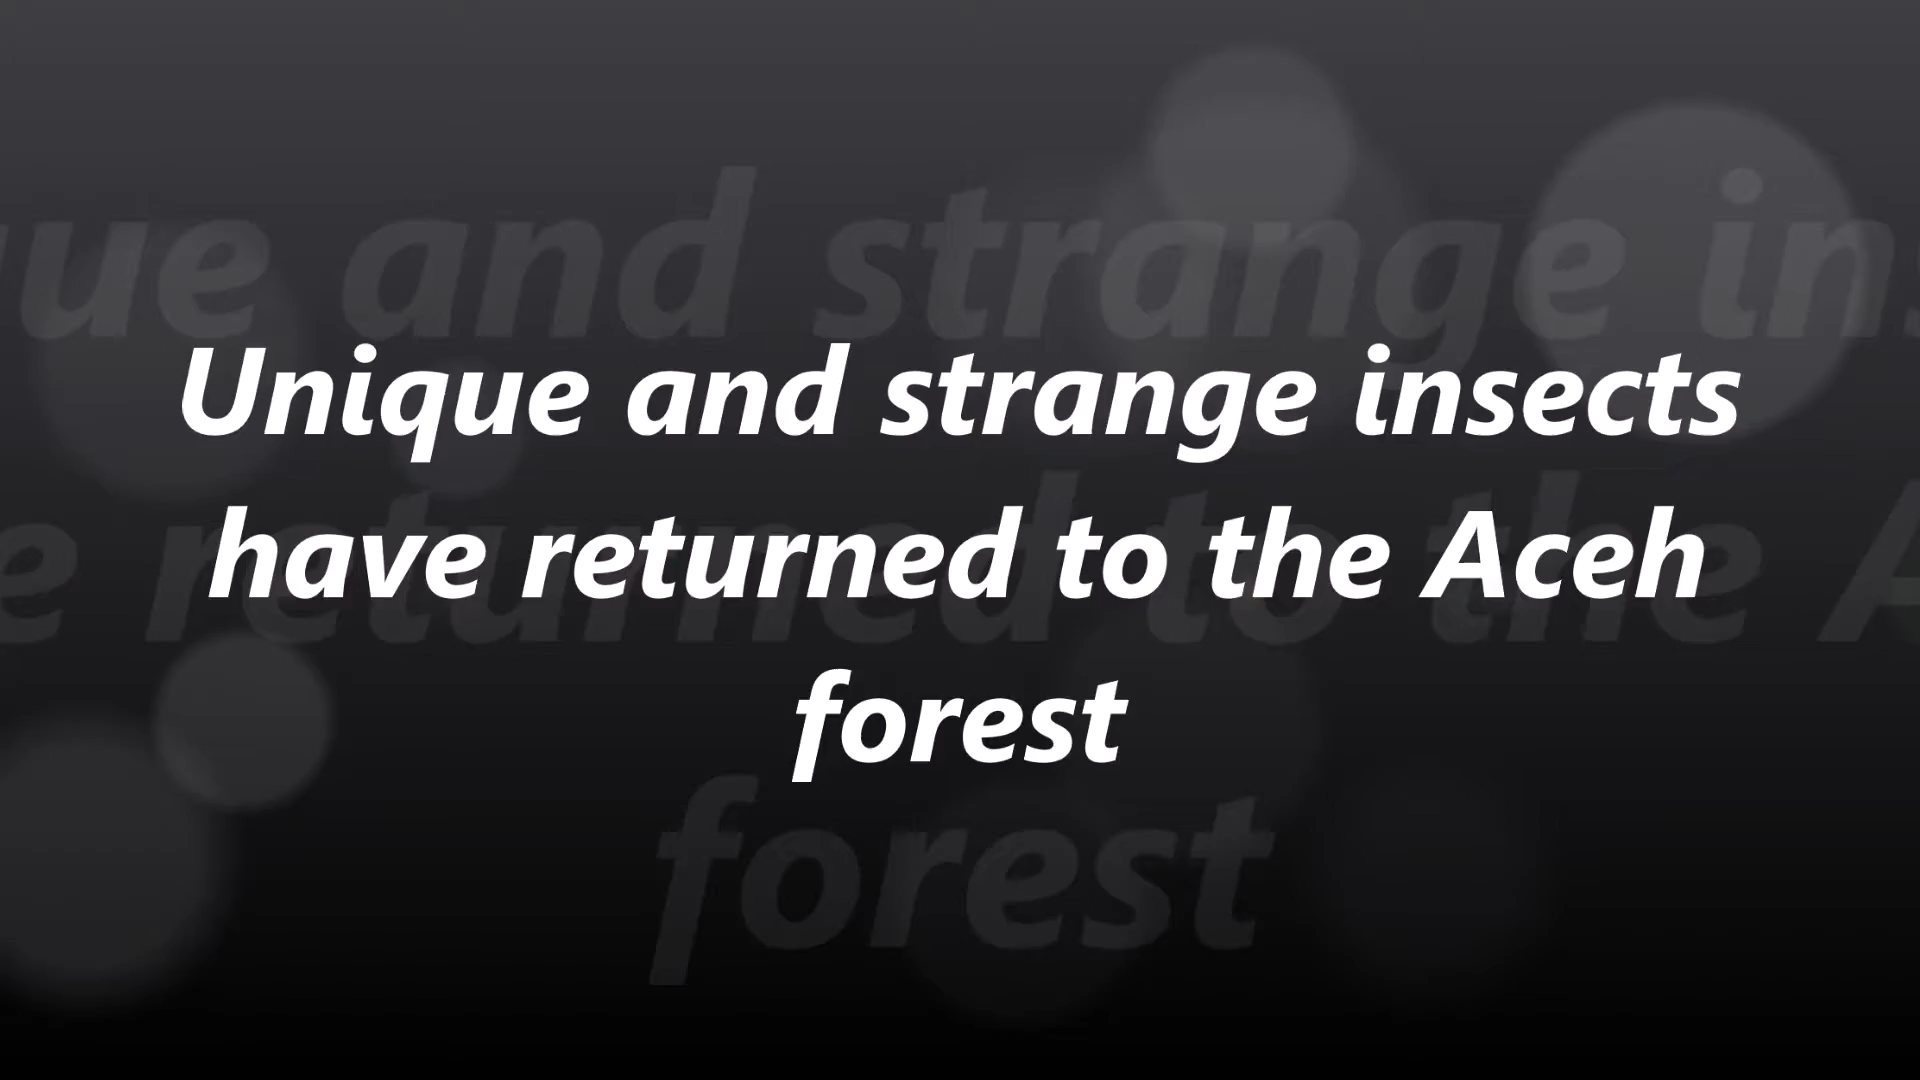 Unique and strange insects
have returned to the Aceh
forest